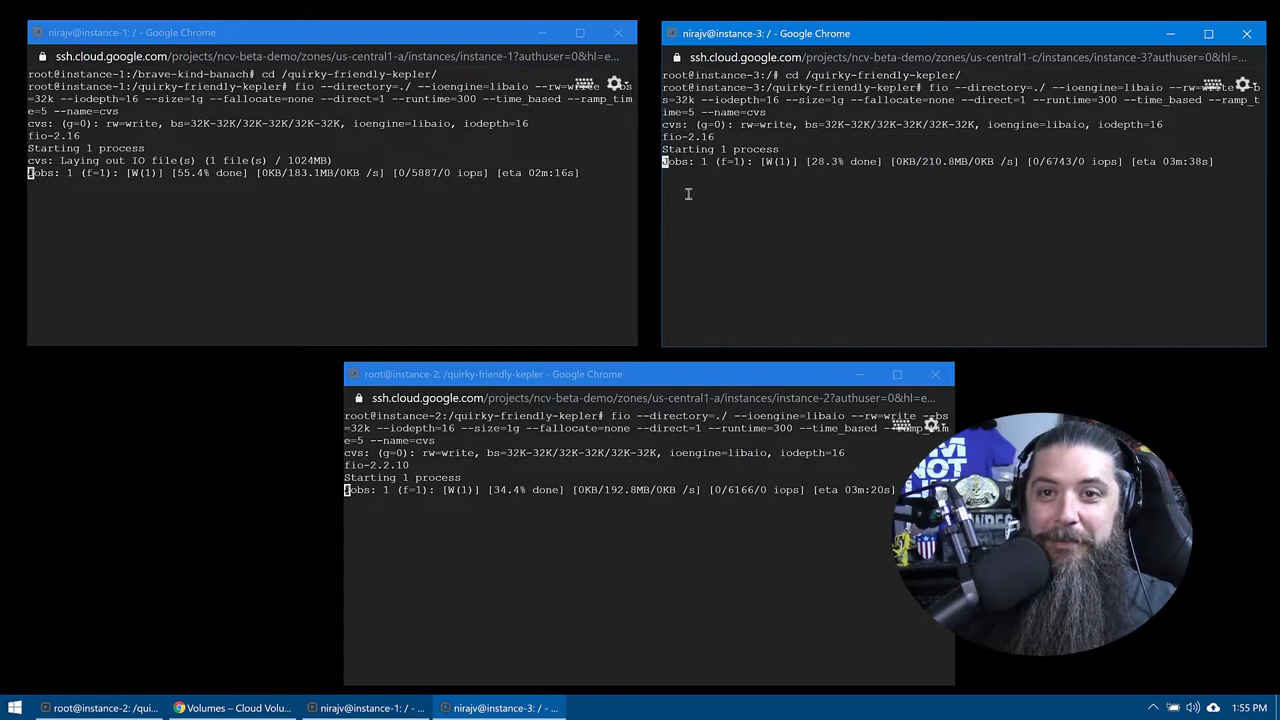 nirajv@instance-1: / - Google Chrome
ssh.cloud.google.com/projects/ncv-beta-demo/zones/us-central1-a/instances/instance-1?authuser=0&hl=e...
root@instance-1:/brave-kind-banach# cd /quirky-friendly-kepler/
root@instance-1:/quirky-friendly-kepler# fio --directory=./ --ioengine=libaio --rw=write --bs
=32k --iodepth=16 --size=1g --fallocate=none --direct=1 --runtime=300 --time_based --ramp_ti
me=5 --name=cvs
cvs: (g=0): rw=write, bs=32K-32K/32K-32K/32K-32K, ioengine=libaio, iodepth=16
fio-2.16
Starting 1 process
cvs: Laying out IO file(s) (1 file(s) / 1024MB)
Jobs: 1 (f=1): [W(1)] [55.4% done] [0KB/183.1MB/0KB /s] [0/5887/0 iops] [eta 02m:16s]
nirajv@instance-3: / - Google Chrome
ssh.cloud.google.com/projects/ncv-beta-demo/zones/us-central1-c/instances/instance-3?authuser=0&hl=...
root@instance-3:/# cd /quirky-friendly-kepler/
root@instance-3:/quirky-friendly-kepler# fio --directory=./ --ioengine=libaio --rw=write --b
s=32k --iodepth=16 --size=1g --fallocate=none --direct=1 --runtime=300 --time_based --ramp_t
ime=5 --name=cvs
cvs: (g=0): rw=write, bs=32K-32K/32K-32K/32K-32K, ioengine=libaio, iodepth=16
fio-2.16
Starting 1 process
Jobs: 1 (f=1): [W(1)] [28.3% done] [0KB/210.8MB/0KB /s] [0/6743/0 iops] [eta 03m:38s]
root@instance-2: /quirky-friendly-kepler - Google Chrome
ssh.cloud.google.com/projects/ncv-beta-demo/zones/us-central1-a/instances/instance-2?authuser=0&hl=e...
root@instance-2:/quirky-friendly-kepler# fio --directory=./ --ioengine=libaio --rw=write --bs
=32k --iodepth=16 --size=1g --fallocate=none --direct=1 --runtime=300 --time_based --ramp_tim
e=5 --name=cvs
cvs: (g=0): rw=write, bs=32K-32K/32K-32K/32K-32K, ioengine=libaio, iodepth=16
fio-2.2.10
Starting 1 process
Jobs: 1 (f=1): [W(1)] [34.4% done] [0KB/192.8MB/0KB /s] [0/6166/0 iops] [eta 03m:20s]
NOT
root@instance-2: /qui...
Volumes – Cloud Volu...
nirajv@instance-1: / - ...
nirajv@instance-3: / - ...
1:55 PM